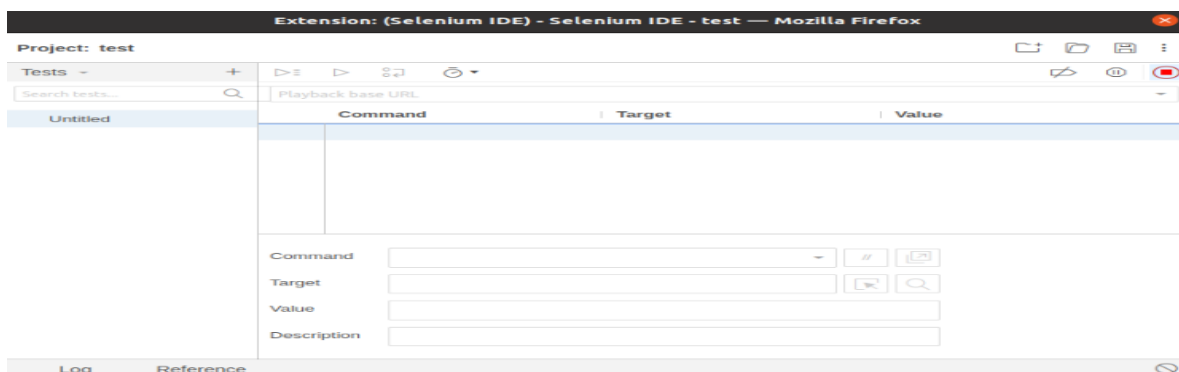 Extension: (Selenium IDE) - Selenium IDE - test — Mozilla Firefox
Project: test
Tests
Search tests...
Playback base URL
Untitled
Command Target Value
Command
//
Target
Value
Description
Log Reference